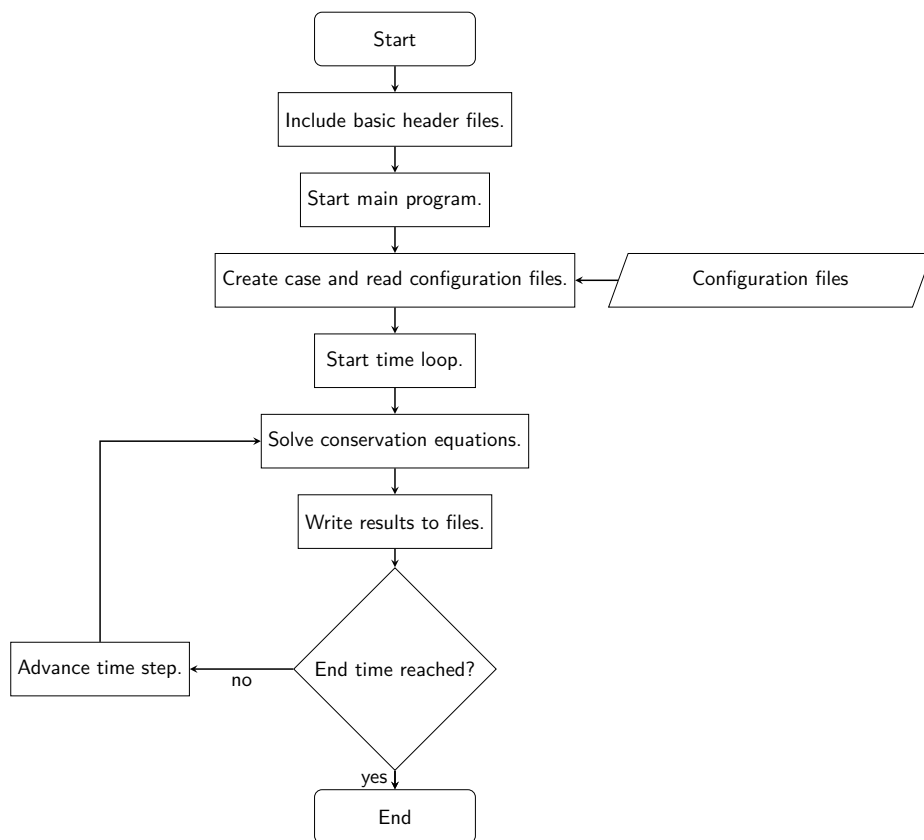 Start
Include basic header files.
Start main program.
Create case and read configuration files.
Configuration files
Start time loop.
Solve conservation equations.
Write results to files.
End time reached?
no
Advance time step.
yes
End